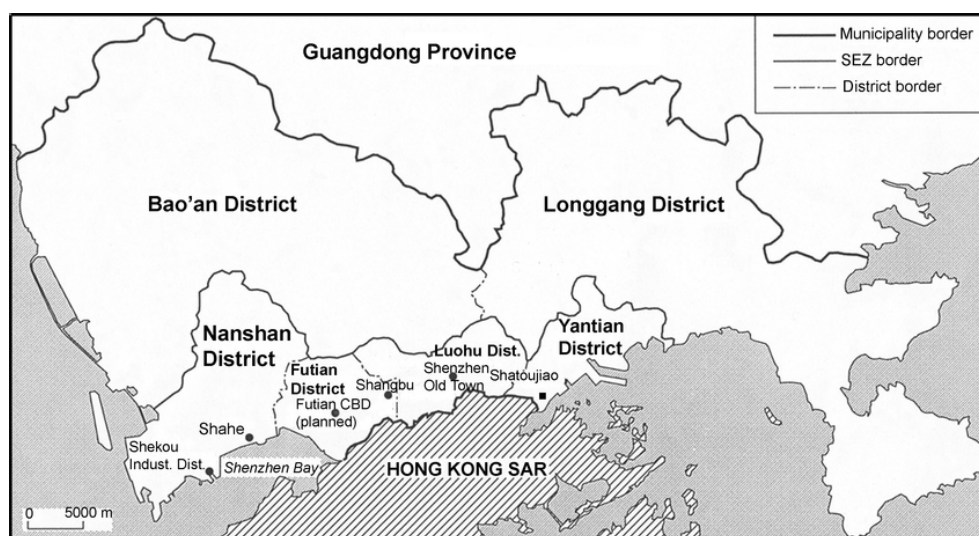 Guangdong Province
Municipality border
SEZ border
District border
Bao'an District
Longgang District
Nanshan
District
Futian
District
Futian CBD
(planned)
Shangbu
Luohu Dist.
Shenzhen
Old Town
Shatoujiao
Yantian
District
Shahe
Shekou
Indust. Dist.
Shenzhen Bay
HONG KONG SAR
0 5000 m